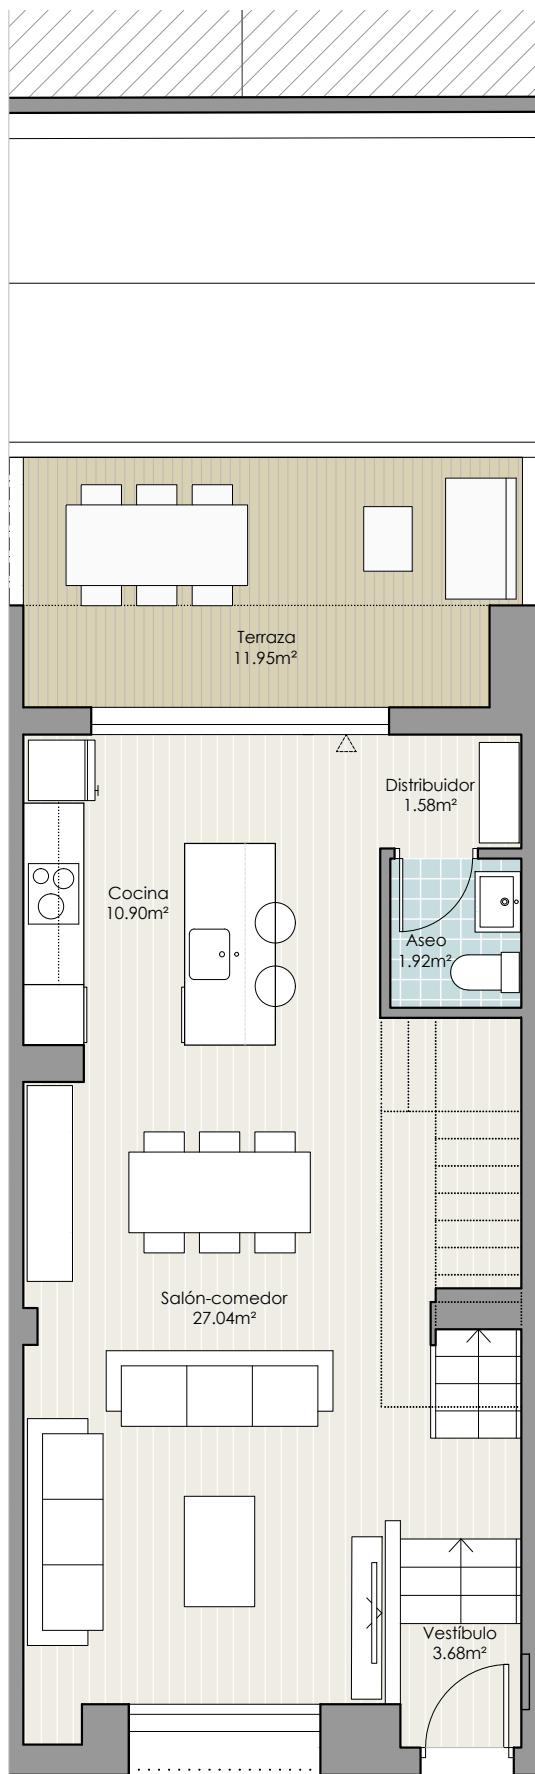 Terraza
11.95m²
Distribuidor
1.58m²
Cocina
10.90m²
Aseo
1.92m²
Salón-comedor
27.04m²
Vestíbulo
3.68m²